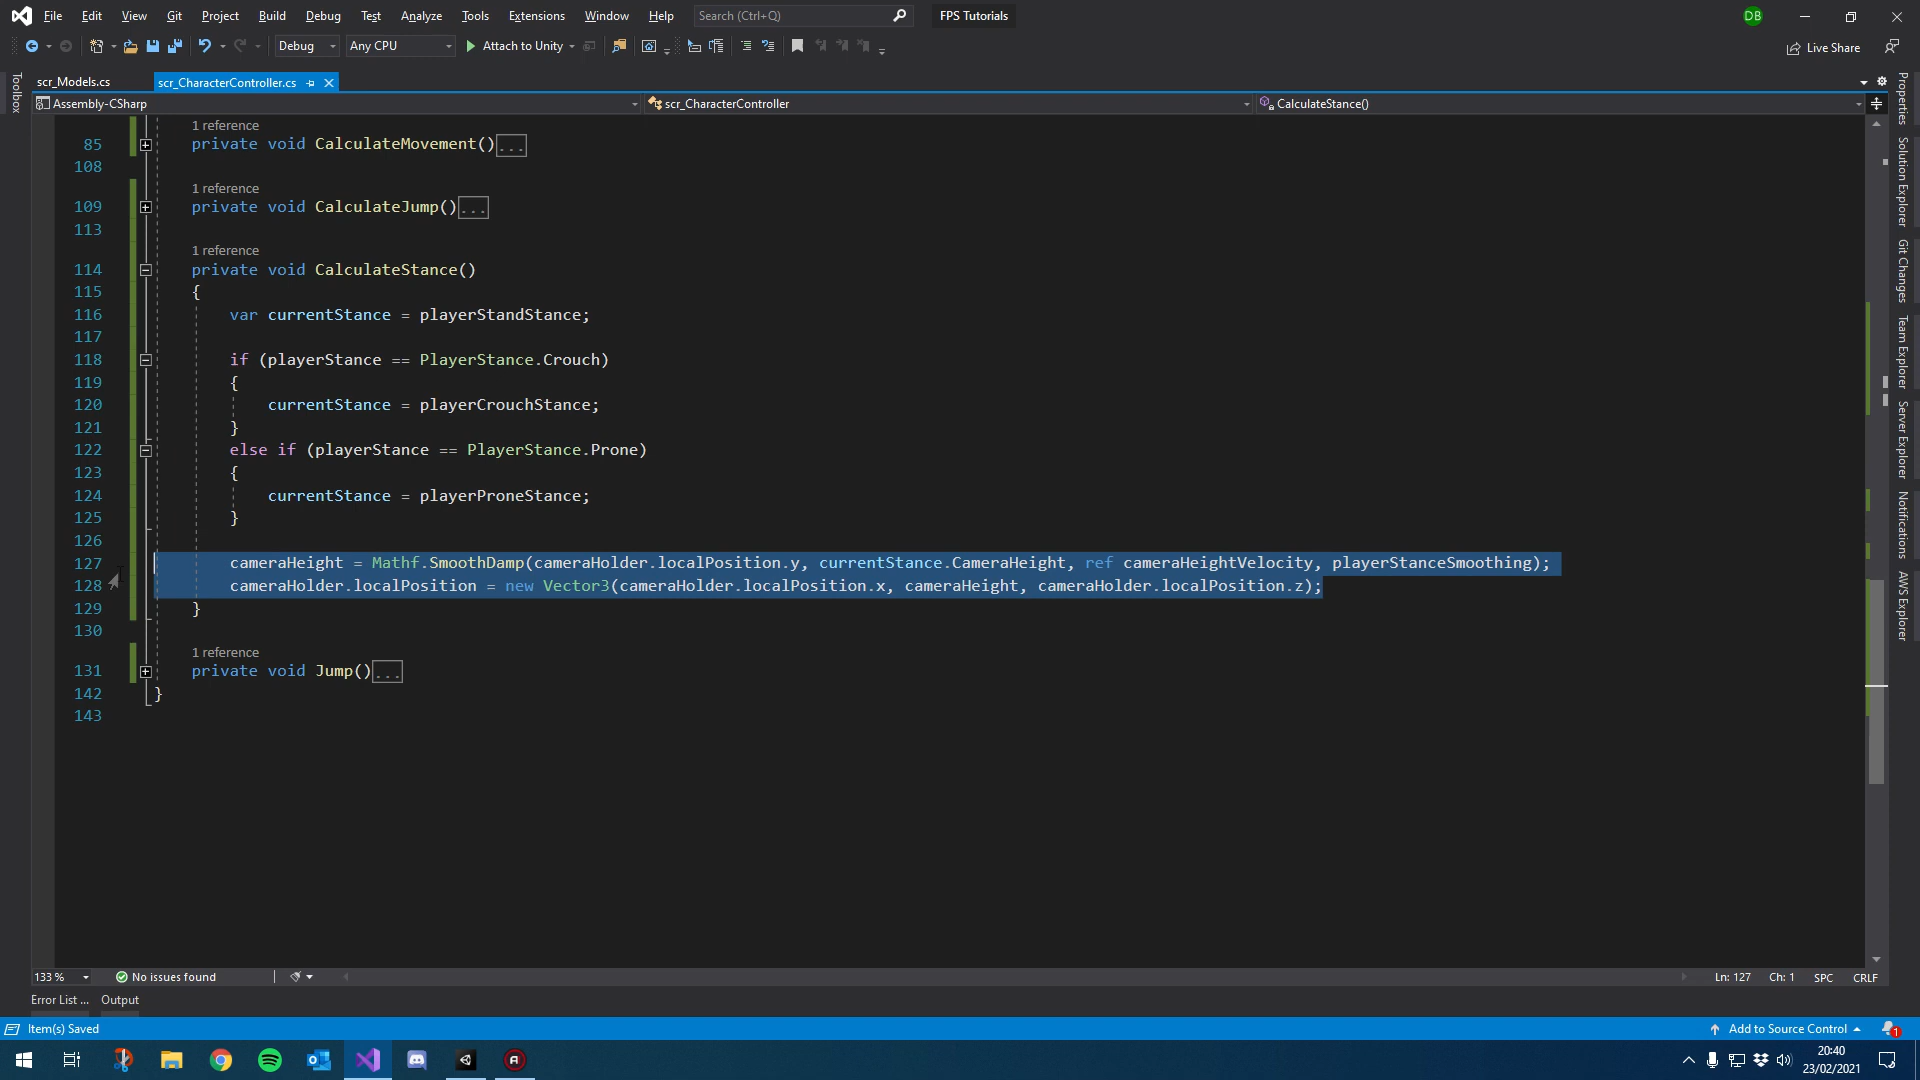 File Edit View Git Project Build Debug Test Analyze Tools Extensions Window Help Search (Ctrl+Q) FPS Tutorials DB
Debug Any CPU Attach to Unity Live Share
scr_Models.cs scr_CharacterController.cs
Assembly-CSharp scr_CharacterController CalculateStance()
Toolbox
1 reference
85 private void CalculateMovement()...
108
1 reference
109 private void CalculateJump()...
113
1 reference
114 private void CalculateStance()
115 {
116 var currentStance = playerStandStance;
117
118 if (playerStance == PlayerStance.Crouch)
119 {
120 currentStance = playerCrouchStance;
121 }
122 else if (playerStance == PlayerStance.Prone)
123 {
124 currentStance = playerProneStance;
125 }
126
127 cameraHeight = Mathf.SmoothDamp(cameraHolder.localPosition.y, currentStance.CameraHeight, ref cameraHeightVelocity, playerStanceSmoothing);
128 cameraHolder.localPosition = new Vector3(cameraHolder.localPosition.x, cameraHeight, cameraHolder.localPosition.z);
129 }
130
1 reference
131 private void Jump()...
142 }
143
Properties
Solution Explorer
Git Changes
Team Explorer
Server Explorer
Notifications
AWS Explorer
133 % No issues found Ln: 127 Ch: 1 SPC CRLF
Error List ... Output
Item(s) Saved Add to Source Control 1
20:40
23/02/2021